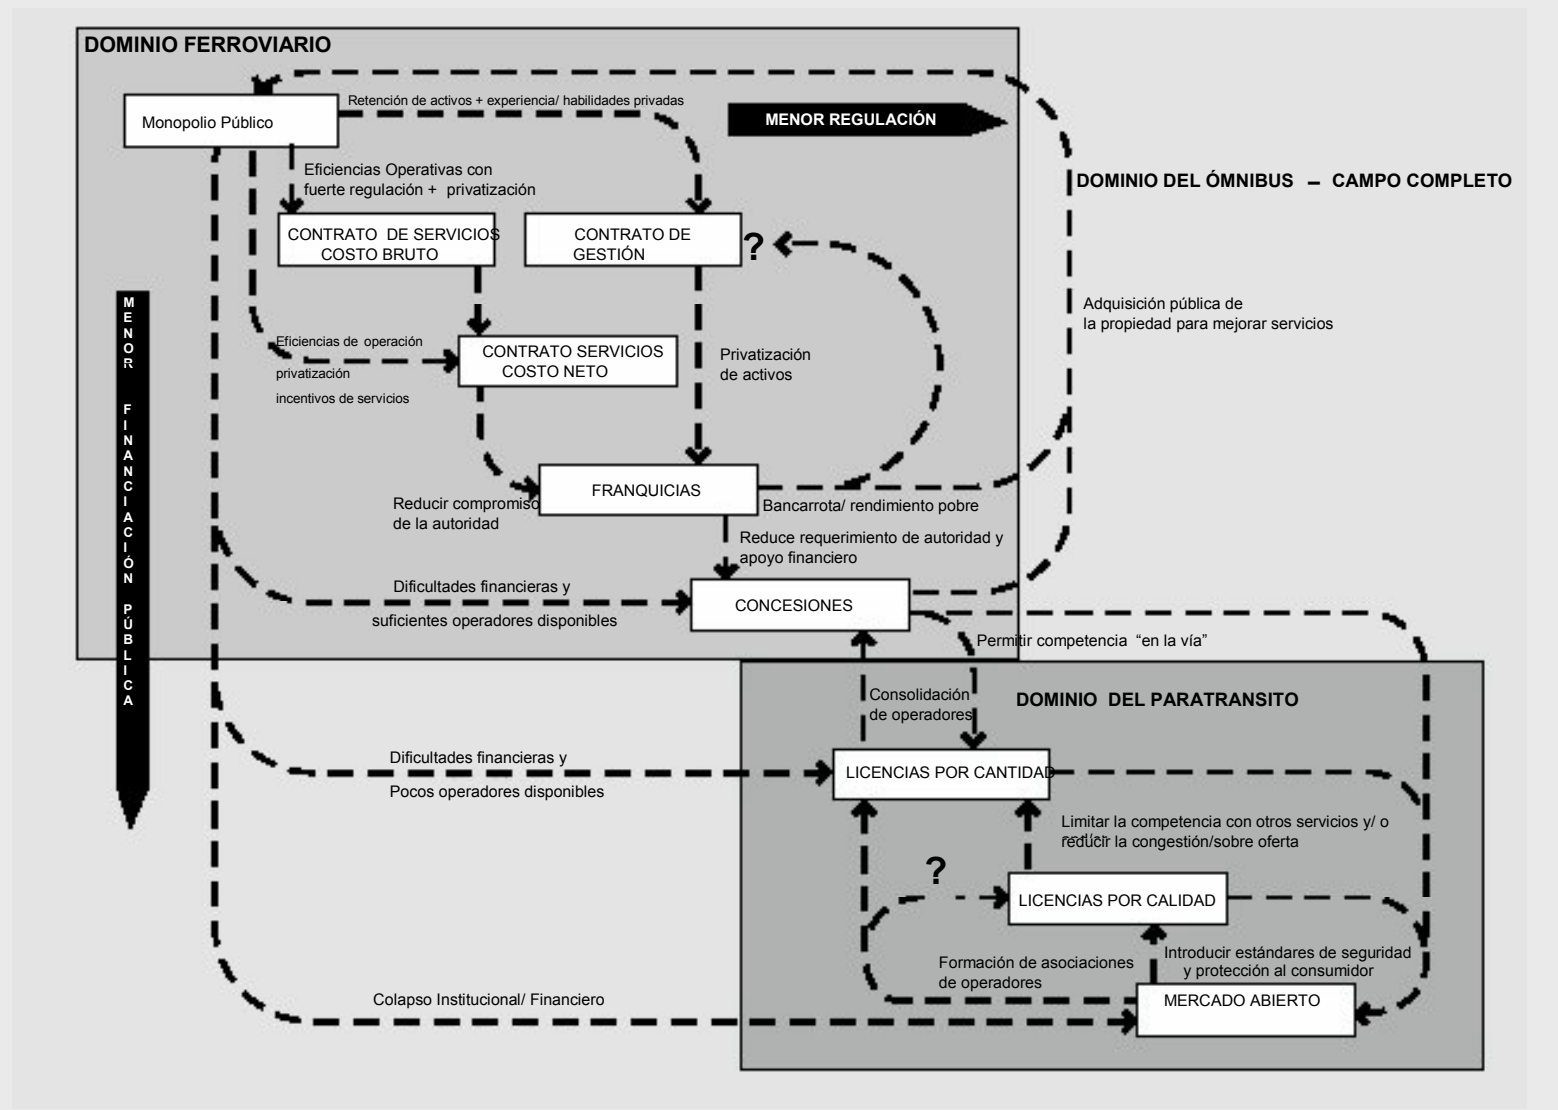 DOMINIO FERROVIARIO
Monopolio Público
Retención de activos + experiencia/ habilidades privadas
MENOR REGULACIÓN
DOMINIO DEL ÓMNIBUS – CAMPO COMPLETO
Eficiencias Operativas con
fuerte regulación + privatización
CONTRATO DE SERVICIOS
COSTO BRUTO
CONTRATO DE
GESTIÓN
?
MENOR FINANCIACIÓN PÚBLICA
Adquisición pública de
la propiedad para mejorar servicios
Eficiencias de operación
privatización
incentivos de servicios
CONTRATO SERVICIOS
COSTO NETO
Privatización
de activos
FRANQUICIAS
Reducir compromiso
de la autoridad
Bancarrota/ rendimiento pobre
Reduce requerimiento de autoridad y
apoyo financiero
Dificultades financieras y
suficientes operadores disponibles
CONCESIONES
Permitir competencia “en la vía”
Consolidación
de operadores
DOMINIO DEL PARATRANSITO
Dificultades financieras y
Pocos operadores disponibles
LICENCIAS POR CANTIDAD
Limitar la competencia con otros servicios y/ o
reducir la congestión/sobre oferta
?
LICENCIAS POR CALIDAD
Formación de asociaciones
de operadores
Introducir estándares de seguridad
y protección al consumidor
Colapso Institucional/ Financiero
MERCADO ABIERTO